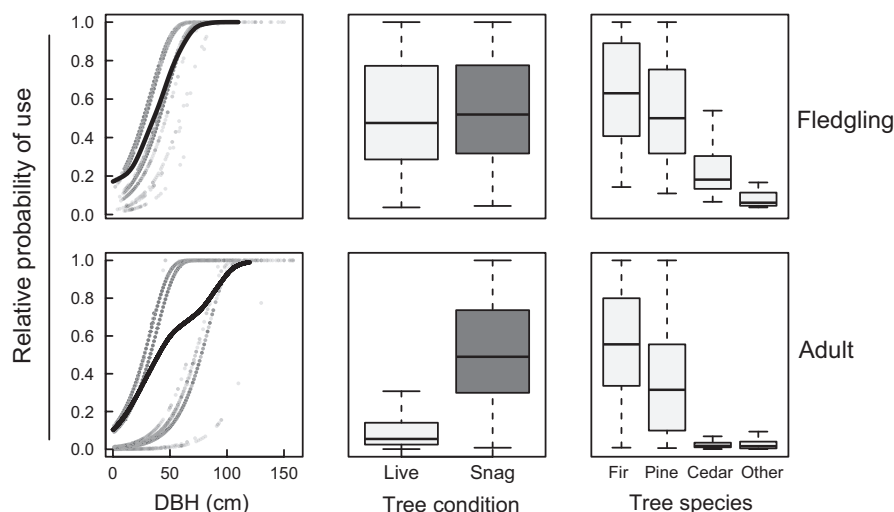 Relative probability of use
1.0
0.8
0.6
0.4
0.2
0.0
Fledgling
1.0
0.8
0.6
0.4
0.2
0.0
Adult
0 50 100 150
Live Snag
Fir Pine Cedar Other
DBH (cm)
Tree condition
Tree species